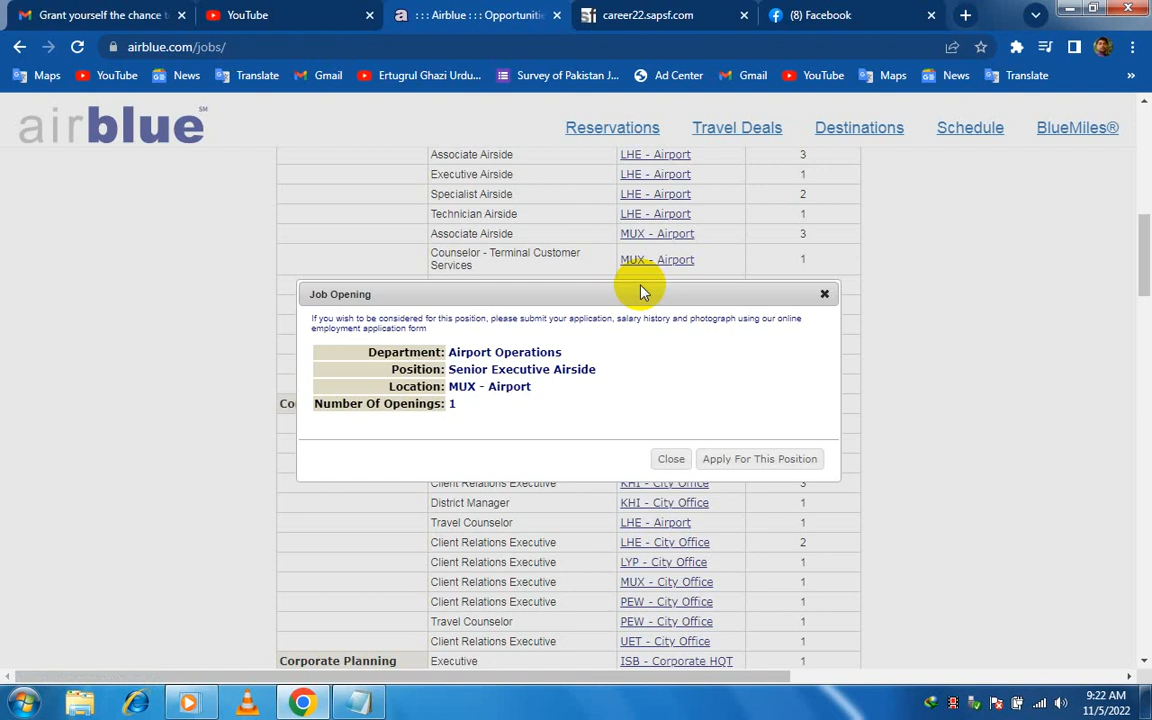 Grant yourself the chance t
YouTube
: : : Airblue : : : Opportunitie
career22.sapsf.com
(8) Facebook
airblue.com/jobs/
Maps YouTube News Translate Gmail Ertugrul Ghazi Urdu... Survey of Pakistan J... Ad Center Gmail YouTube Maps News Translate »
airblue SM
Reservations Travel Deals Destinations Schedule BlueMiles®
Associate Airside LHE - Airport 3
Executive Airside LHE - Airport 1
Specialist Airside LHE - Airport 2
Technician Airside LHE - Airport 1
Associate Airside MUX - Airport 3
Counselor - Terminal Customer
Services MUX - Airport 1
Job Opening
If you wish to be considered for this position, please submit your application, salary history and photograph using our online
employment application form
Department: Airport Operations
Position: Senior Executive Airside
Location: MUX - Airport
Number Of Openings: 1
Co
Close Apply For This Position
Client Relations Executive KHI - City Office 3
District Manager KHI - City Office 1
Travel Counselor LHE - Airport 1
Client Relations Executive LHE - City Office 2
Client Relations Executive LYP - City Office 1
Client Relations Executive MUX - City Office 1
Client Relations Executive PEW - City Office 1
Travel Counselor PEW - City Office 1
Client Relations Executive UET - City Office 1
Corporate Planning Executive ISB - Corporate HQT 1
9:22 AM
11/5/2022